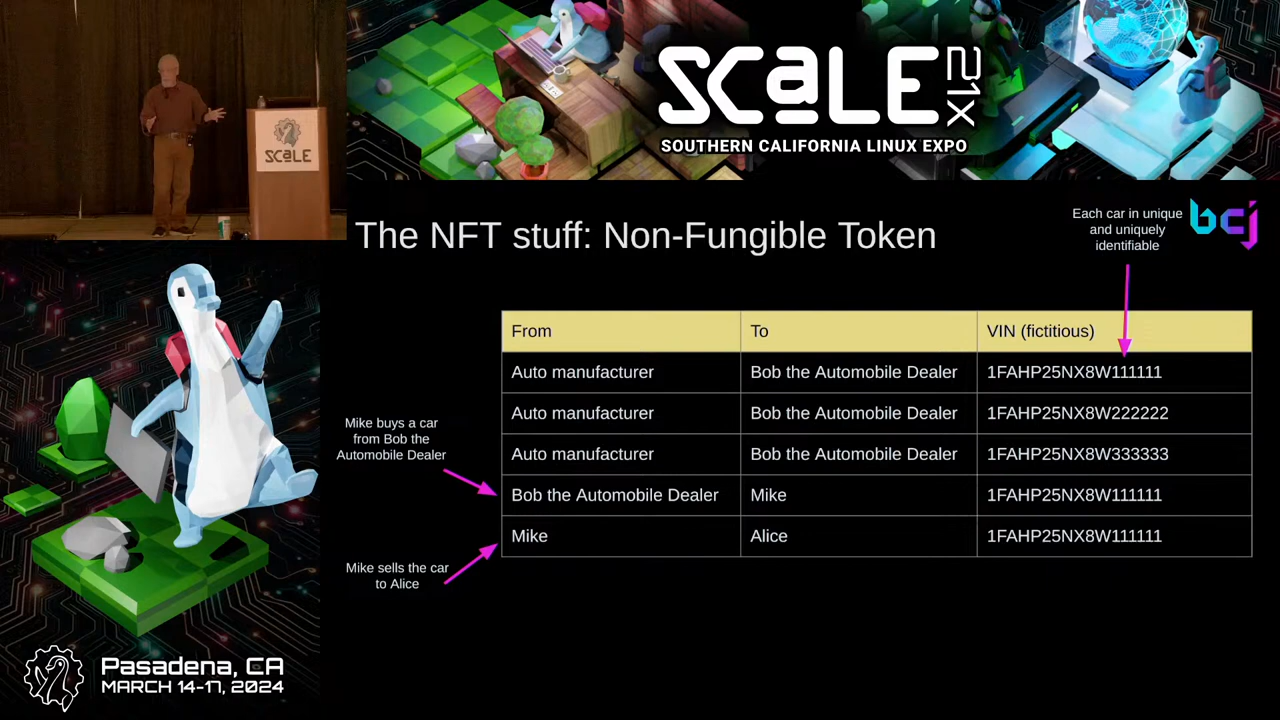 SCaLE 21X
SOUTHERN CALIFORNIA LINUX EXPO
SCaLE
The NFT stuff: Non-Fungible Token
Each car in unique
and uniquely
identifiable
bcj
From To VIN (fictitious)
Auto manufacturer Bob the Automobile Dealer 1FAHP25NX8W111111
Auto manufacturer Bob the Automobile Dealer 1FAHP25NX8W222222
Auto manufacturer Bob the Automobile Dealer 1FAHP25NX8W333333
Bob the Automobile Dealer Mike 1FAHP25NX8W111111
Mike Alice 1FAHP25NX8W111111
Mike buys a car
from Bob the
Automobile Dealer
Mike sells the car
to Alice
Pasadena, CA
MARCH 14-17, 2024